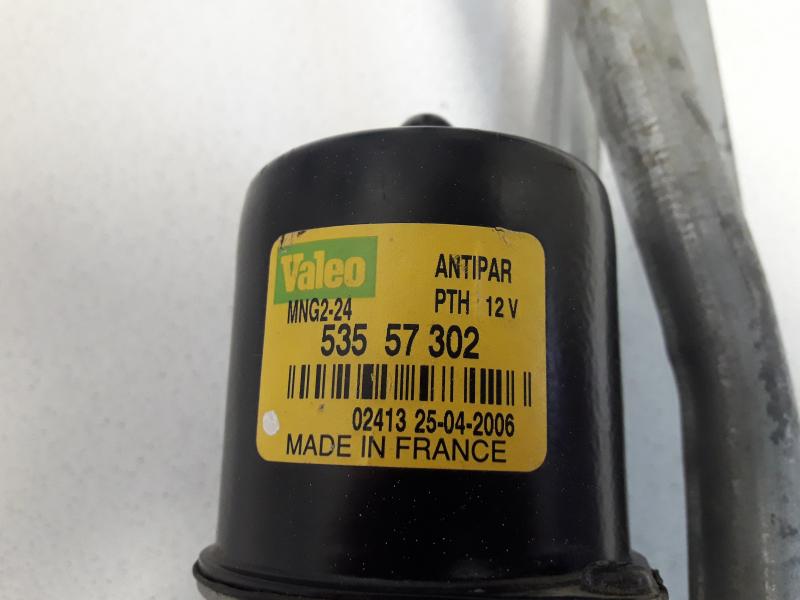 Valeo ANTIPAR
MNG2-24 PTH 12 V
535 57 302
02413 25-04-2006
MADE IN FRANCE